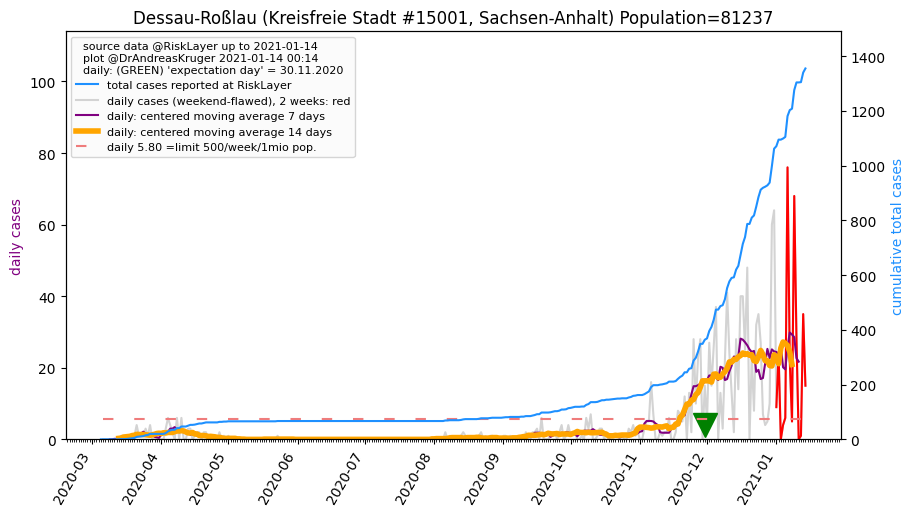 Dessau-Roßlau (Kreisfreie Stadt #15001, Sachsen-Anhalt) Population=81237
source data @RiskLayer up to 2021-01-14
plot @DrAndreasKruger 2021-01-14 00:14
daily: (GREEN) 'expectation day' = 30.11.2020
total cases reported at RiskLayer
daily cases (weekend-flawed), 2 weeks: red
daily: centered moving average 7 days
daily: centered moving average 14 days
daily 5.80 =limit 500/week/1mio pop.
daily cases
100
80
60
40
20
0
cumulative total cases
1400
1200
1000
800
600
400
200
0
2020-03
2020-04
2020-05
2020-06
2020-07
2020-08
2020-09
2020-10
2020-11
2020-12
2021-01